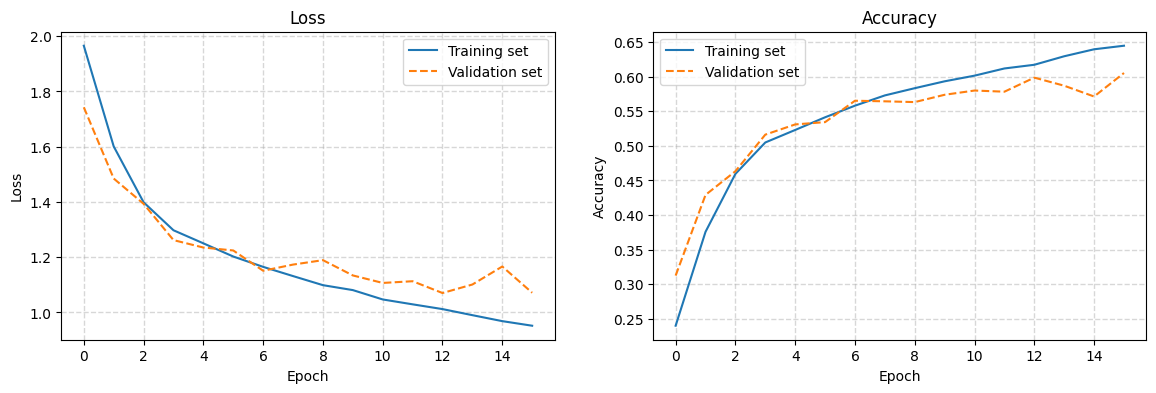 Loss
Training set
Validation set
2.0
1.8
1.6
1.4
1.2
1.0
Loss
0 2 4 6 8 10 12 14
Epoch
Accuracy
Training set
Validation set
0.65
0.60
0.55
0.50
0.45
0.40
0.35
0.30
0.25
Accuracy
0 2 4 6 8 10 12 14
Epoch